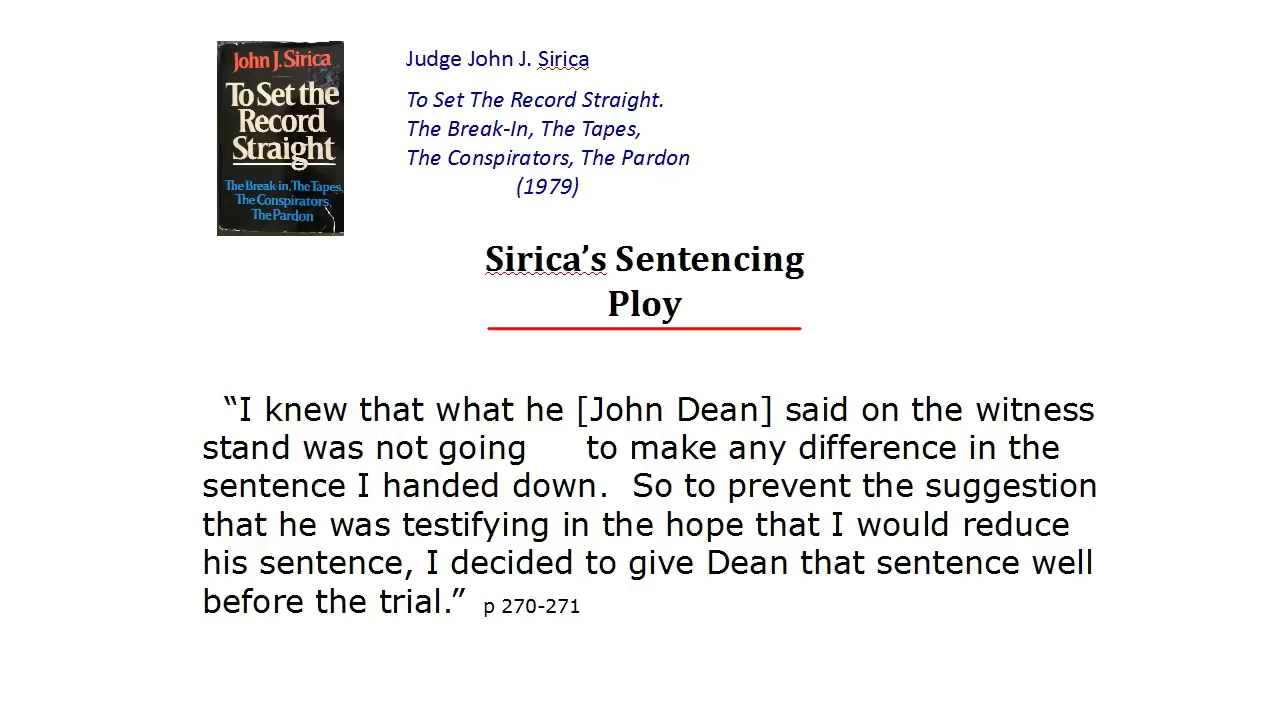 John J. Sirica
To Set the
Record
Straight
The Break-in, The Tapes,
The Conspirators,
The Pardon
Judge John J. Sirica
To Set The Record Straight.
The Break-In, The Tapes,
The Conspirators, The Pardon
(1979)
Sirica’s Sentencing
Ploy
“I knew that what he [John Dean] said on the witness
stand was not going to make any difference in the
sentence I handed down. So to prevent the suggestion
that he was testifying in the hope that I would reduce
his sentence, I decided to give Dean that sentence well
before the trial.” p 270-271